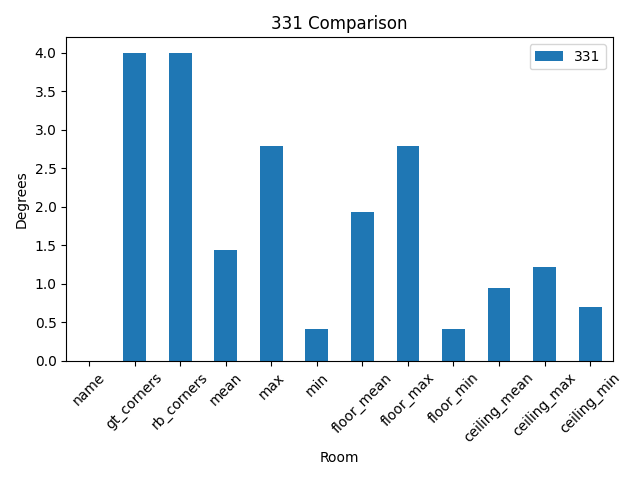 331 Comparison
331
4.0
3.5
3.0
2.5
2.0
1.5
1.0
0.5
0.0
Degrees
name
gt_corners
rb_corners
mean
max
min
floor_mean
floor_max
floor_min
ceiling_mean
ceiling_max
ceiling_min
Room